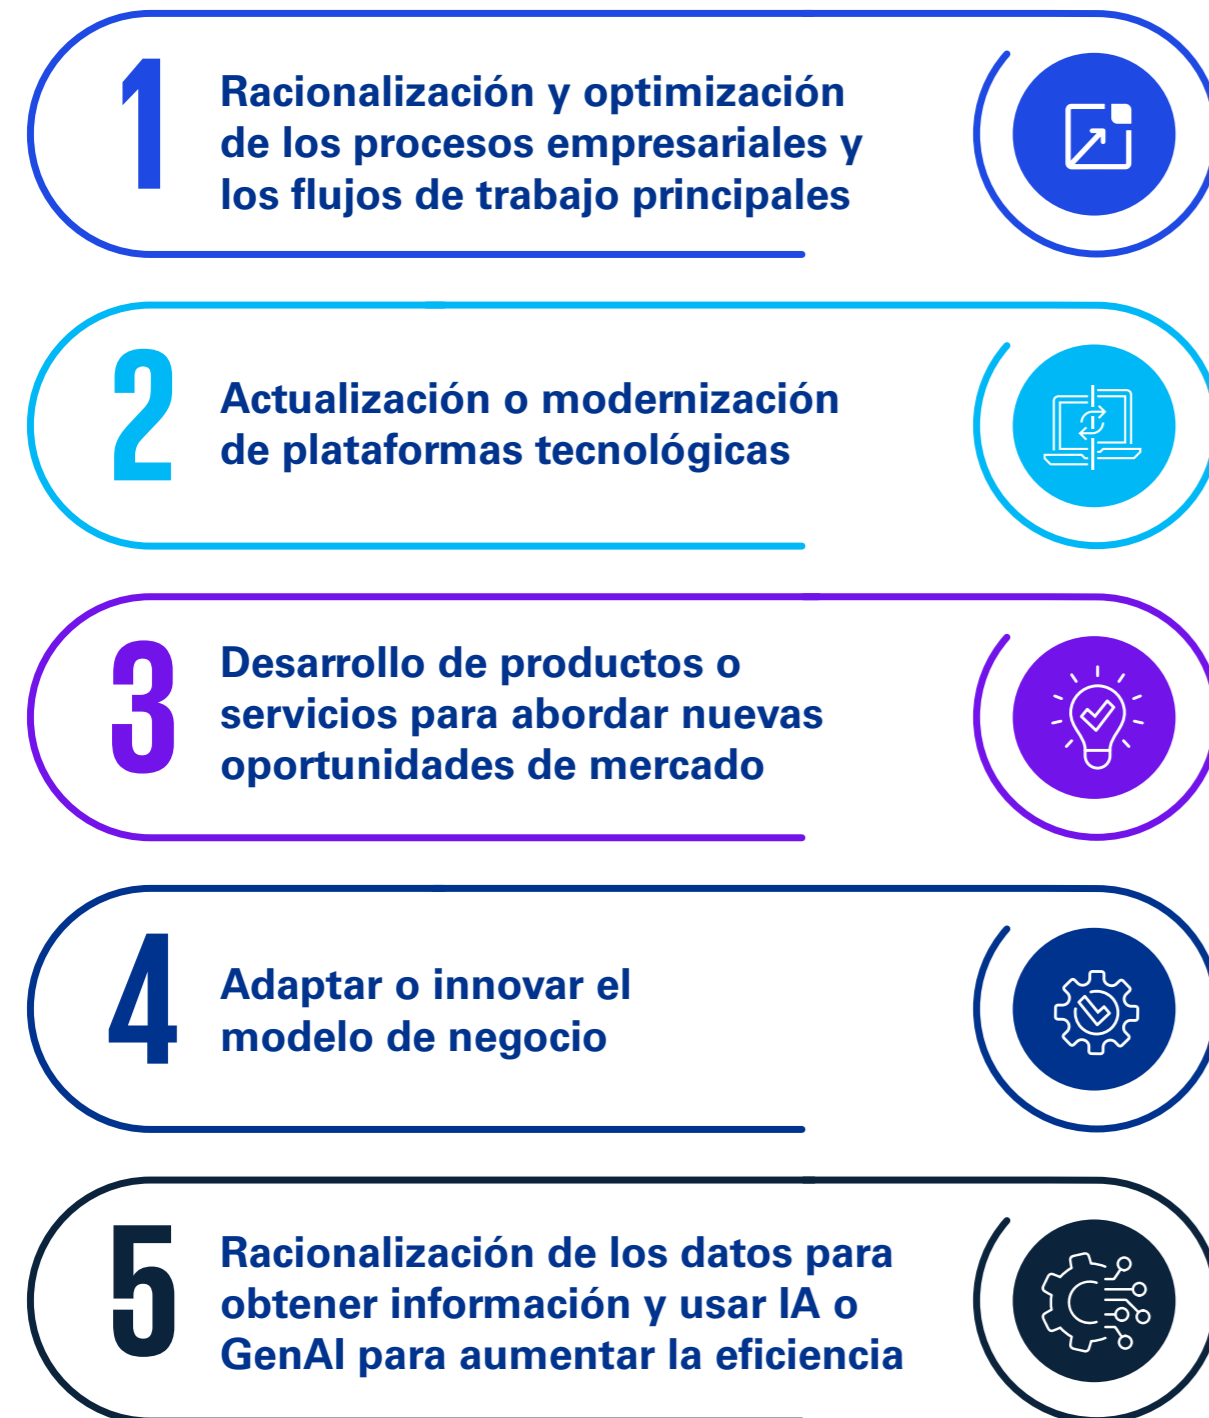 1
Racionalización y optimización
de los procesos empresariales y
los flujos de trabajo principales
2
Actualización o modernización
de plataformas tecnológicas
3
Desarrollo de productos o
servicios para abordar nuevas
oportunidades de mercado
4
Adaptar o innovar el
modelo de negocio
5
Racionalización de los datos para
obtener información y usar IA o
GenAI para aumentar la eficiencia